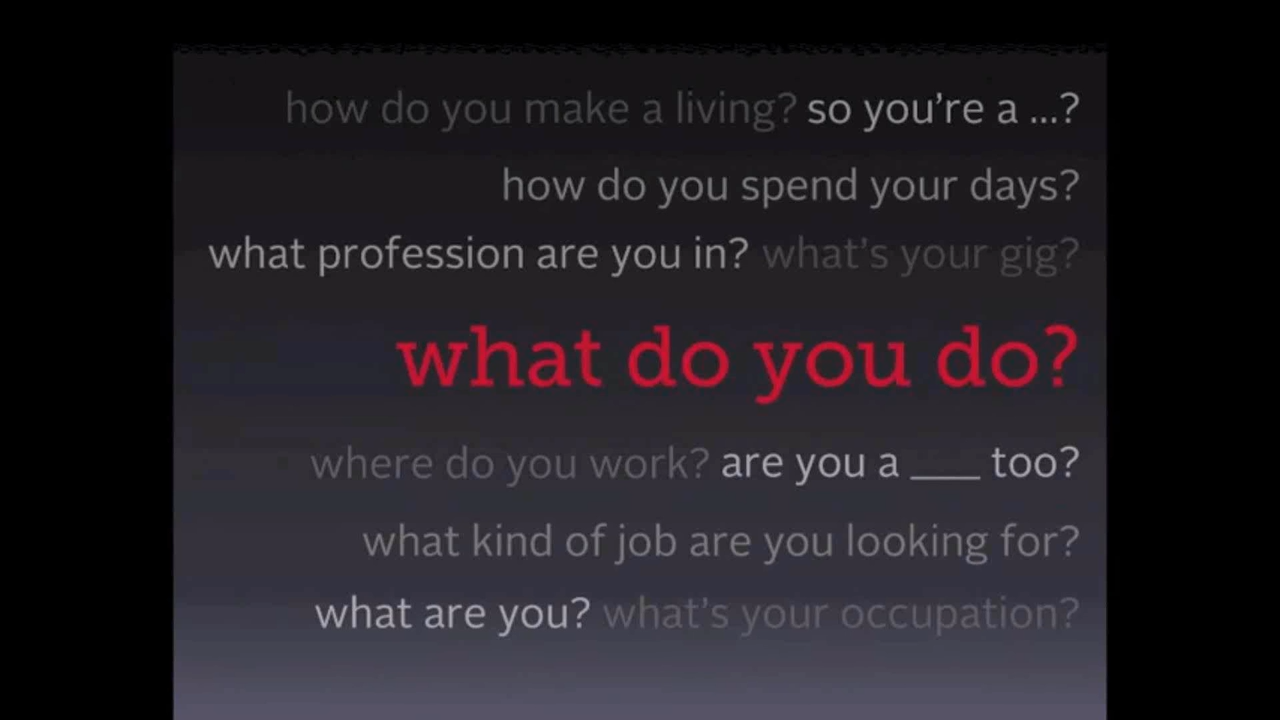 how do you make a living? so you're a ...?
how do you spend your days?
what profession are you in? what's your gig?
what do you do?
where do you work? are you a ____ too?
what kind of job are you looking for?
what are you? what's your occupation?